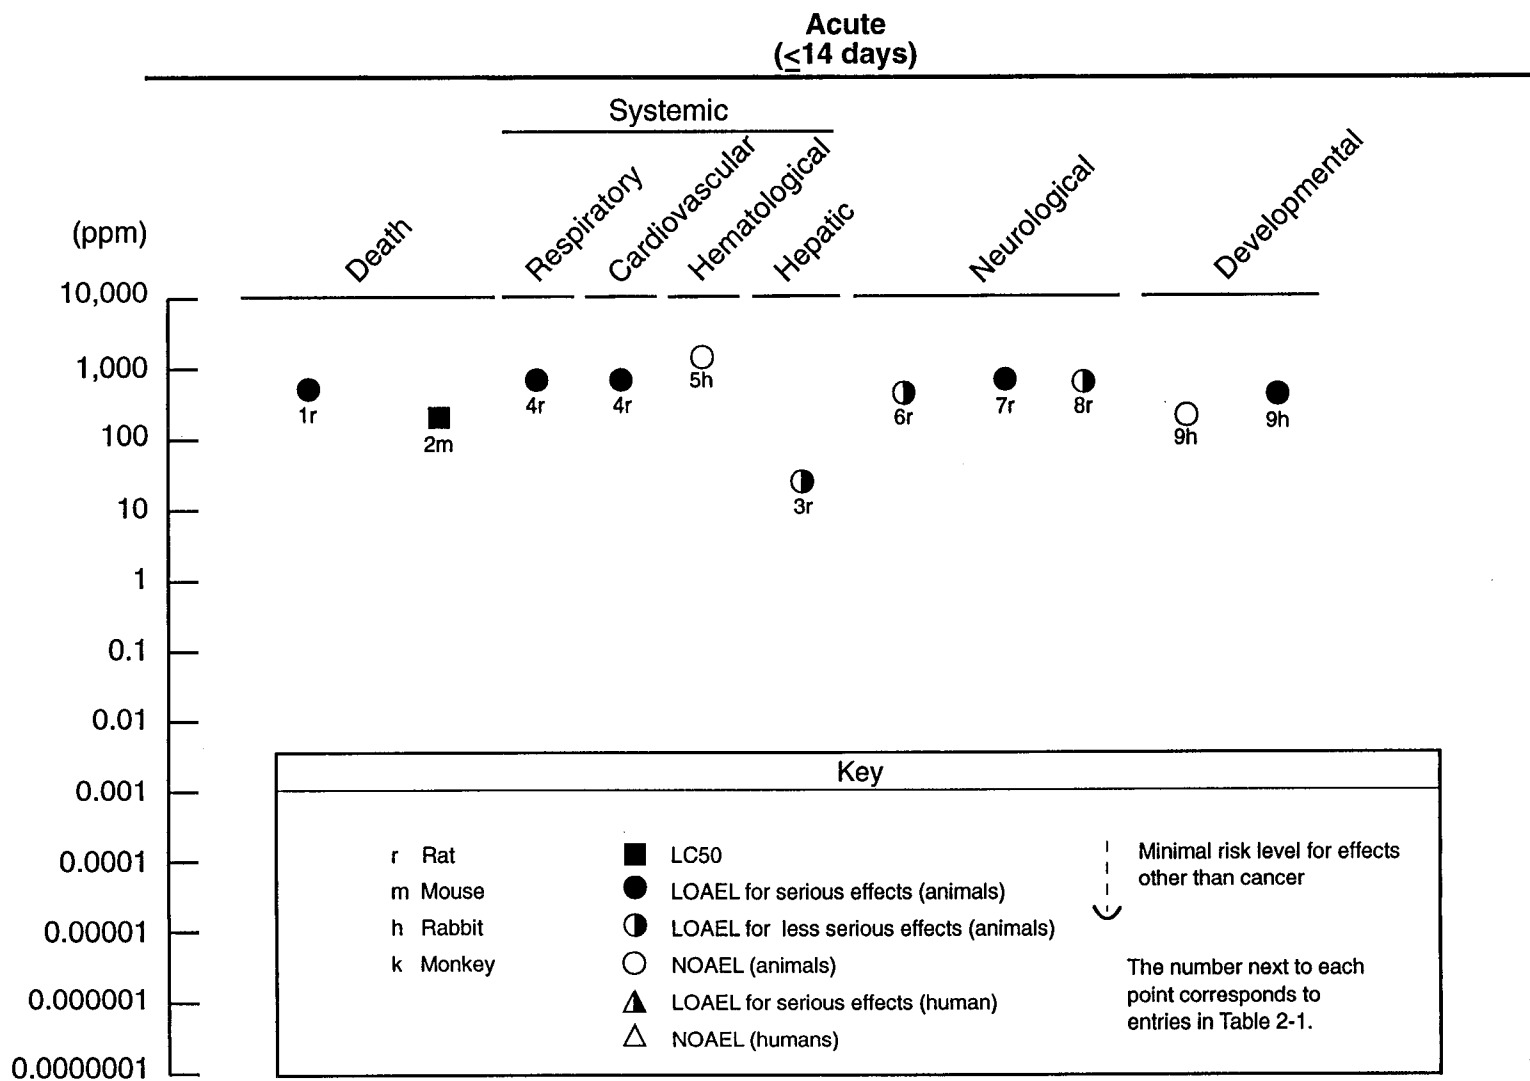 Acute
(≤14 days)
Systemic
(ppm)
Death
Respiratory
Cardiovascular
Hematological
Hepatic
Neurological
Developmental
10,000
1,000
100
10
1
0.1
0.01
0.001
0.0001
0.00001
0.000001
0.0000001
1r
2m
4r
4r
5h
3r
6r
7r
8r
9h
9h
Key
r Rat
m Mouse
h Rabbit
k Monkey
LC50
LOAEL for serious effects (animals)
LOAEL for less serious effects (animals)
NOAEL (animals)
LOAEL for serious effects (human)
NOAEL (humans)
Minimal risk level for effects
other than cancer
The number next to each
point corresponds to
entries in Table 2-1.